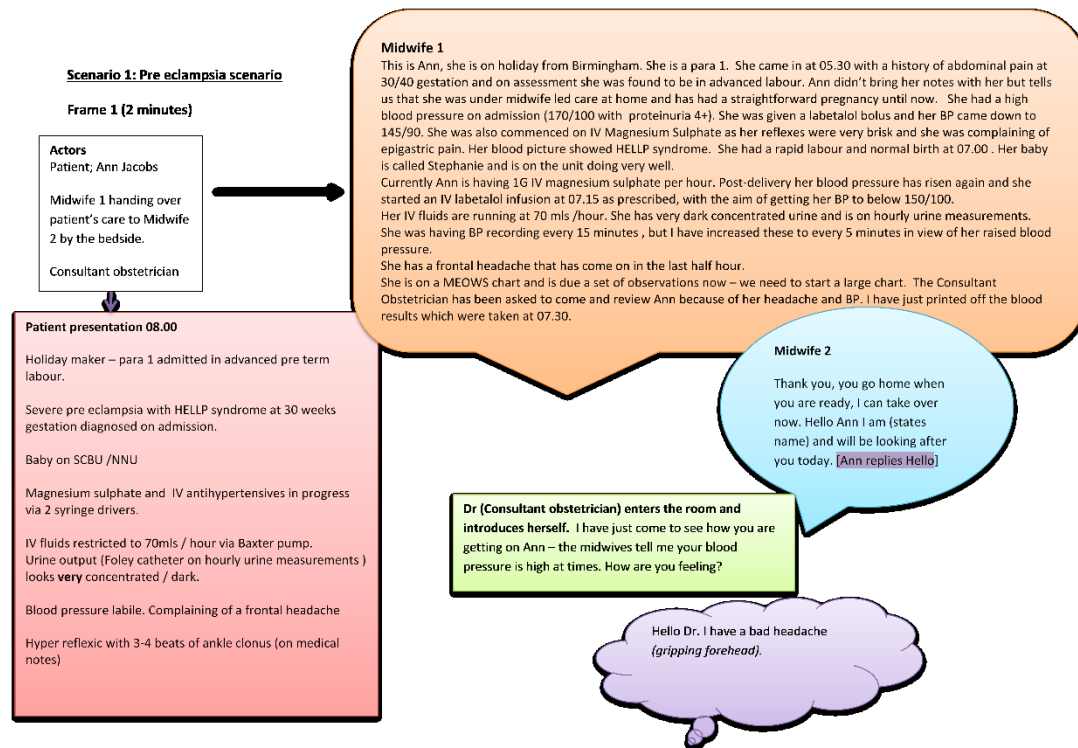 Scenario 1: Pre eclampsia scenario
Frame 1 (2 minutes)
Actors
Patient; Ann Jacobs
Midwife 1 handing over
patient's care to Midwife
2 by the bedside.
Consultant obstetrician
Midwife 1
This is Ann, she is on holiday from Birmingham. She is a para 1.  She came in at 05.30 with a history of abdominal pain at
30/40 gestation and on assessment she was found to be in advanced labour. Ann didn't bring her notes with her but tells
us that she was under midwife led care at home and has had a straightforward pregnancy until now.   She had a high
blood pressure on admission (170/100 with  proteinuria 4+). She was given a labetalol bolus and her BP came down to
145/90. She was also commenced on IV Magnesium Sulphate as her reflexes were very brisk and she was complaining of
epigastric pain. Her blood picture showed HELLP syndrome.  She had a rapid labour and normal birth at 07.00 . Her baby
is called Stephanie and is on the unit doing very well.
Currently Ann is having 1G IV magnesium sulphate per hour. Post-delivery her blood pressure has risen again and she
started an IV labetalol infusion at 07.15 as prescribed, with the aim of getting her BP to below 150/100.
Her IV fluids are running at 70 mls /hour. She has very dark concentrated urine and is on hourly urine measurements.
She was having BP recording every 15 minutes , but I have increased these to every 5 minutes in view of her raised blood
pressure.
She has a frontal headache that has come on in the last half hour.
She is on a MEOWS chart and is due a set of observations now – we need to start a large chart.  The Consultant
Obstetrician has been asked to come and review Ann because of her headache and BP. I have just printed off the blood
results which were taken at 07.30.
Patient presentation 08.00
Holiday maker – para 1 admitted in advanced pre term
labour.
Severe pre eclampsia with HELLP syndrome at 30 weeks
gestation diagnosed on admission.
Baby on SCBU /NNU
Magnesium sulphate and  IV antihypertensives in progress
via 2 syringe drivers.
IV fluids restricted to 70mls / hour via Baxter pump.
Urine output (Foley catheter on hourly urine measurements )
looks very concentrated / dark.
Blood pressure labile. Complaining of a frontal headache
Hyper reflexic with 3-4 beats of ankle clonus (on medical
notes)
Midwife 2
Thank you, you go home when
you are ready, I can take over
now. Hello Ann I am (states
name) and will be looking after
you today. [Ann replies Hello]
Dr (Consultant obstetrician) enters the room and
introduces herself.  I have just come to see how you are
getting on Ann – the midwives tell me your blood
pressure is high at times. How are you feeling?
Hello Dr. I have a bad headache
(gripping forehead).